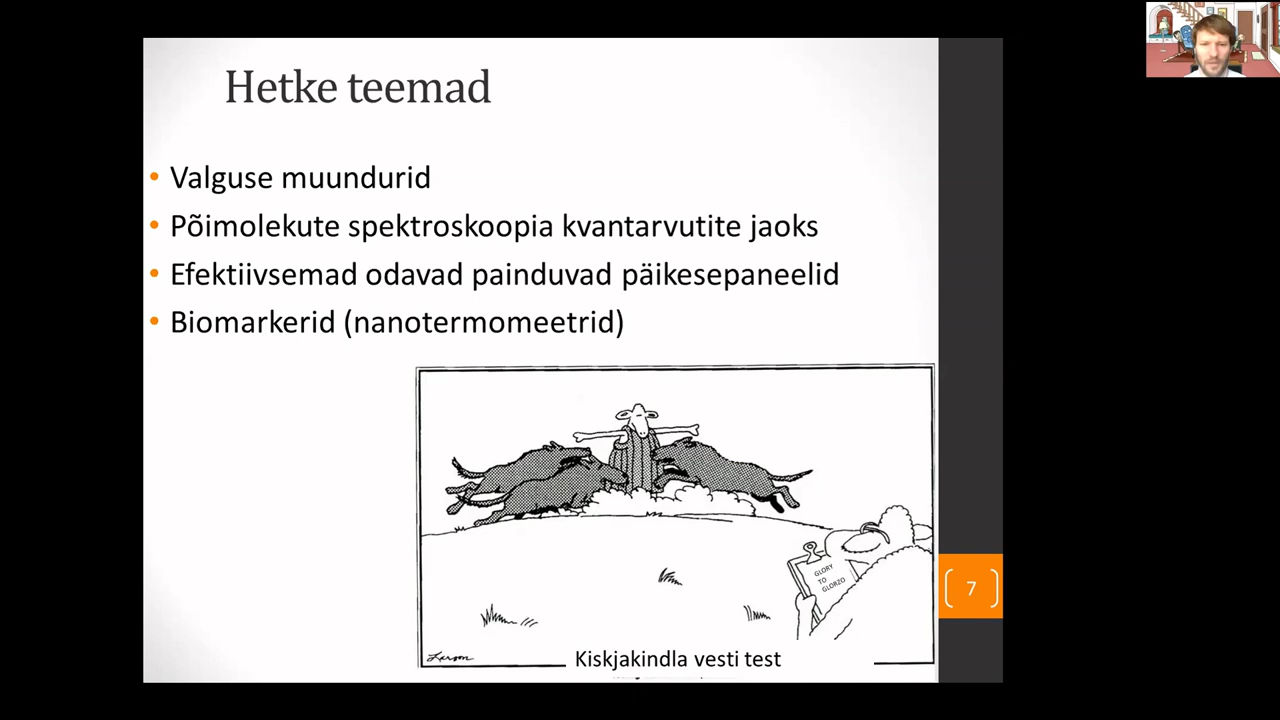 Hetke teemad
• Valguse muundurid
• Põimolekute spektroskoopia kvantarvutite jaoks
• Efektiivsemad odavad painduvad päikesepaneelid
• Biomarkerid (nanotermomeetrid)
GLORY
TO
GLORZO
7
Larson
Kiskjakindla vesti test